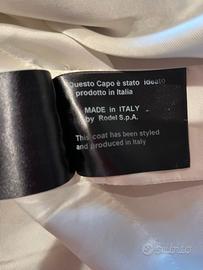 Questo Capo è stato ideato
prodotto in Italia
MADE in ITALY
by Rodel S.p.A.
This coat has been styled
and produced in Italy
Subito